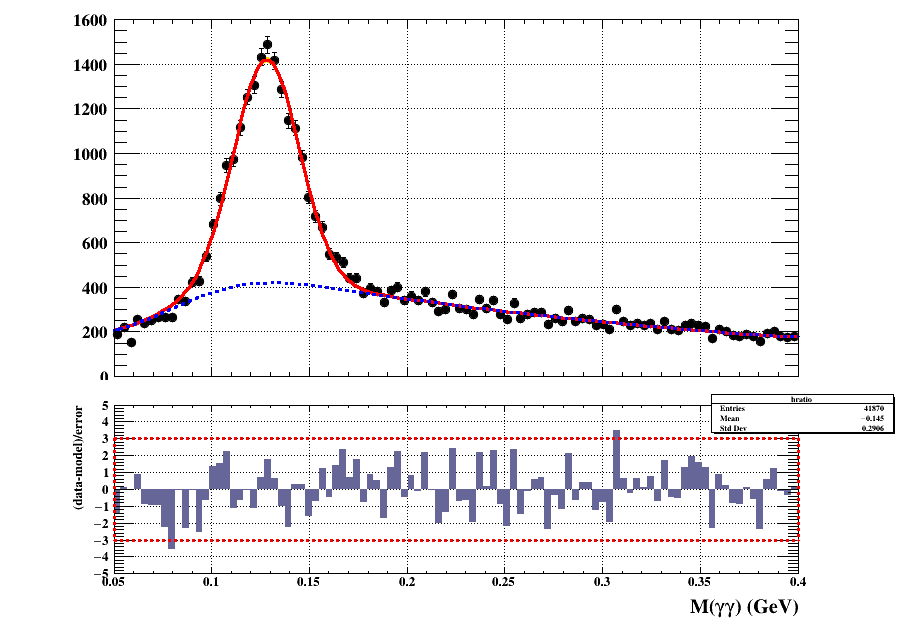 1600
1400
1200
1000
800
600
400
200
0
5
4
3
2
1
0
−1
−2
−3
−4
−5
(data-model)/error
hratio
Entries 41870
Mean −0.145
Std Dev 0.2906
0.05 0.1 0.15 0.2 0.25 0.3 0.35 0.4
M(γγ) (GeV)